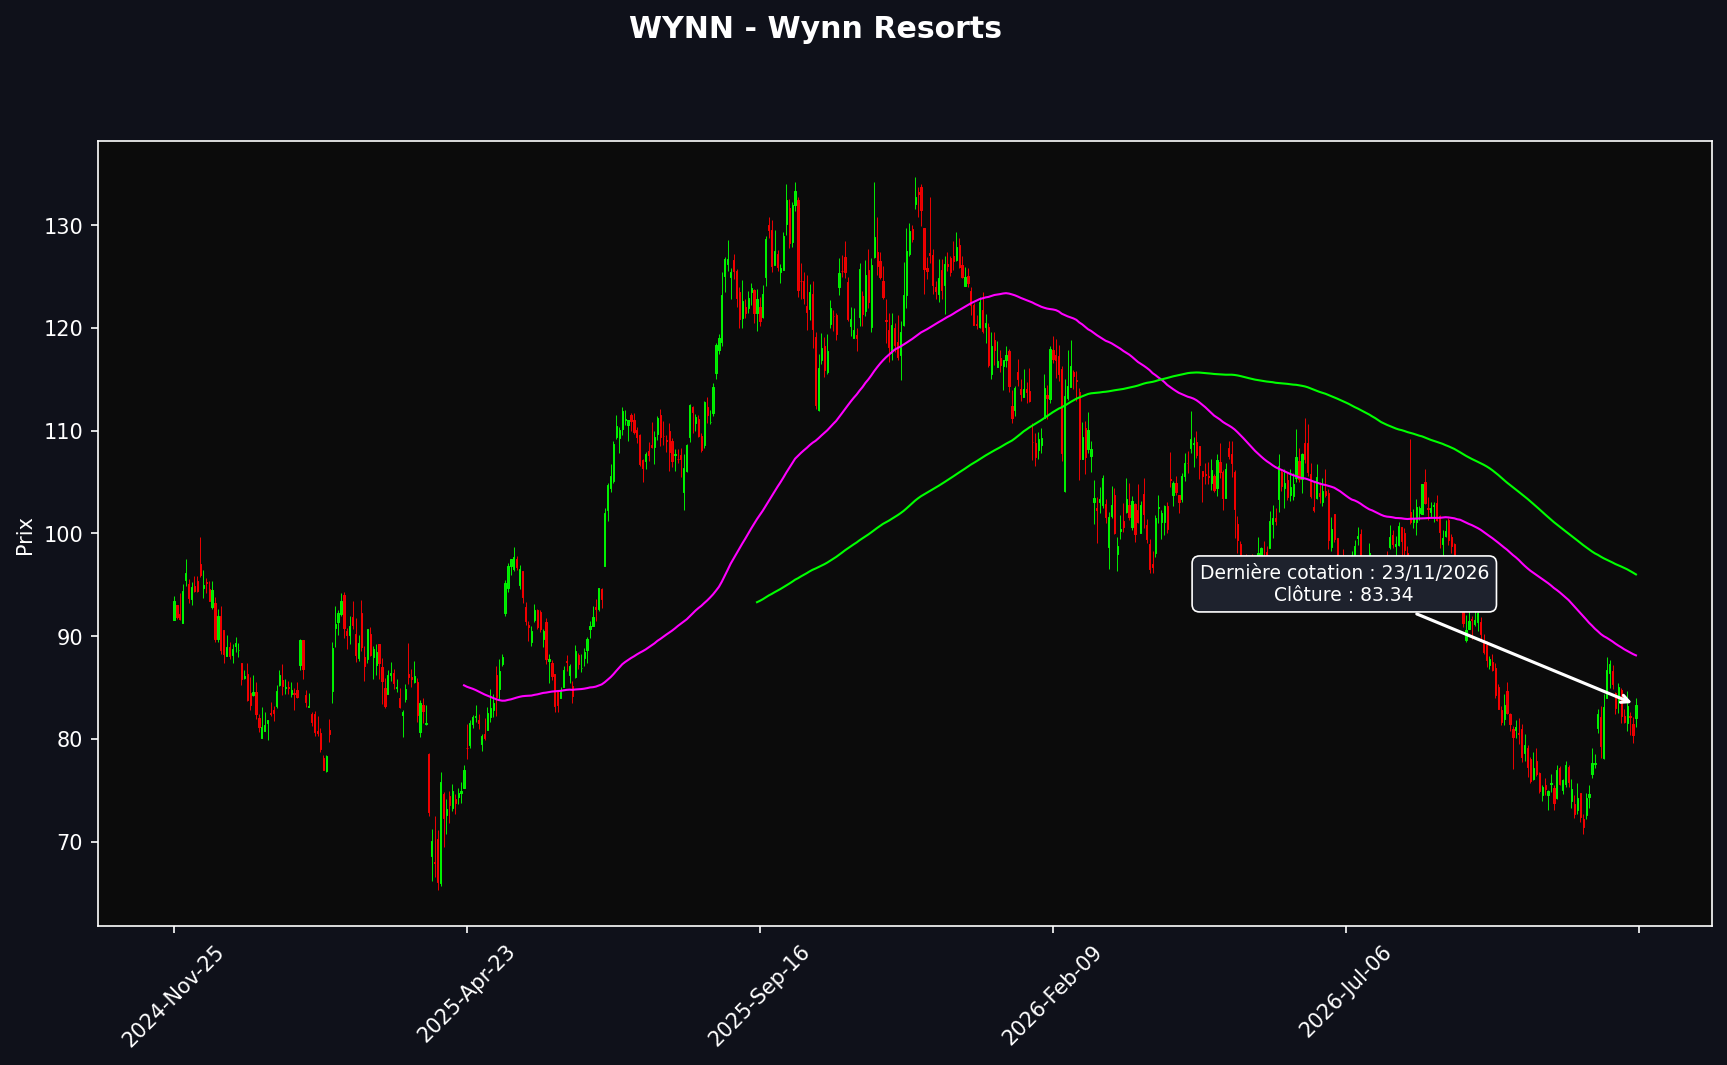 WYNN - Wynn Resorts
Prix
130
120
110
100
90
80
70
Dernière cotation : 23/11/2026
Clôture : 83.34
2024-Nov-25
2025-Apr-23
2025-Sep-16
2026-Feb-09
2026-Jul-06